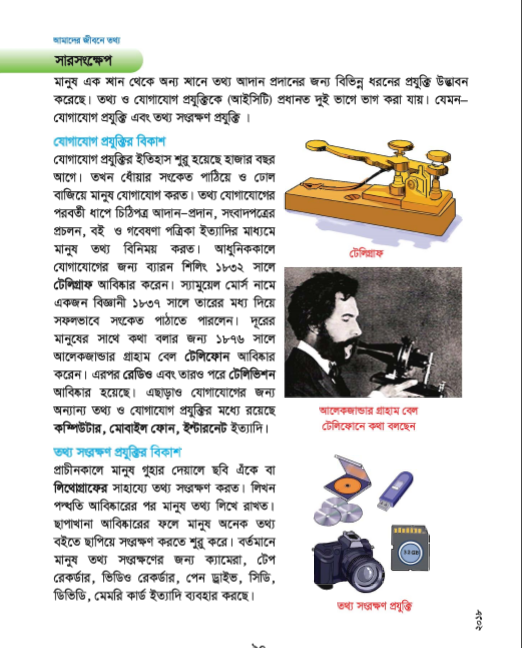 আমাদের জীবনে তথ্য
সারসংক্ষেপ
মানুষ এক স্থান থেকে অন্য স্থানে তথ্য আদান প্রদানের জন্য বিভিন্ন ধরনের প্রযুক্তি উদ্ভাবন
করেছে। তথ্য ও যোগাযোগ প্রযুক্তিকে (আইসিটি) প্রধানত দুই ভাগে ভাগ করা যায়। যেমন–
যোগাযোগ প্রযুক্তি এবং তথ্য সংরক্ষণ প্রযুক্তি ।
যোগাযোগ প্রযুক্তির বিকাশ
যোগাযোগ প্রযুক্তির ইতিহাস শুরু হয়েছে হাজার বছর
আগে। তখন ধোঁয়ার সংকেত পাঠিয়ে ও ঢোল
বাজিয়ে মানুষ যোগাযোগ করত। তথ্য যোগাযোগের
পরবর্তী ধাপে চিঠিপত্র আদান–প্রদান, সংবাদপত্রের
প্রচলন, বই ও গবেষণা পত্রিকা ইত্যাদির মাধ্যমে
মানুষ তথ্য বিনিময় করত। আধুনিককালে
যোগাযোগের জন্য ব্যারন শিলিং ১৮৩২ সালে
টেলিগ্রাফ আবিষ্কার করেন। স্যামুয়েল মোর্স নামে
একজন বিজ্ঞানী ১৮৩৭ সালে তারের মধ্য দিয়ে
সফলভাবে সংকেত পাঠাতে পারলেন। দূরের
মানুষের সাথে কথা বলার জন্য ১৮৭৬ সালে
আলেকজান্ডার গ্রাহাম বেল টেলিফোন আবিষ্কার
করেন। এরপর রেডিও এবং তারও পরে টেলিভিশন
আবিষ্কার হয়েছে। এছাড়াও যোগাযোগের জন্য
অন্যান্য তথ্য ও যোগাযোগ প্রযুক্তির মধ্যে রয়েছে
কম্পিউটার, মোবাইল ফোন, ইন্টারনেট ইত্যাদি।
টেলিগ্রাফ
আলেকজান্ডার গ্রাহাম বেল
টেলিফোনে কথা বলছেন
তথ্য সংরক্ষণ প্রযুক্তির বিকাশ
প্রাচীনকালে মানুষ গুহার দেয়ালে ছবি এঁকে বা
লিথোগ্রাফের সাহায্যে তথ্য সংরক্ষণ করত। লিখন
পদ্ধতি আবিষ্কারের পর মানুষ তথ্য লিখে রাখত।
ছাপাখানা আবিষ্কারের ফলে মানুষ অনেক তথ্য
বইতে ছাপিয়ে সংরক্ষণ করতে শুরু করে। বর্তমানে
মানুষ তথ্য সংরক্ষণের জন্য ক্যামেরা, টেপ
রেকর্ডার, ভিডিও রেকর্ডার, পেন ড্রাইভ, সিডি,
ডিভিডি, মেমরি কার্ড ইত্যাদি ব্যবহার করছে।
তথ্য সংরক্ষণ প্রযুক্তি
২০১৮